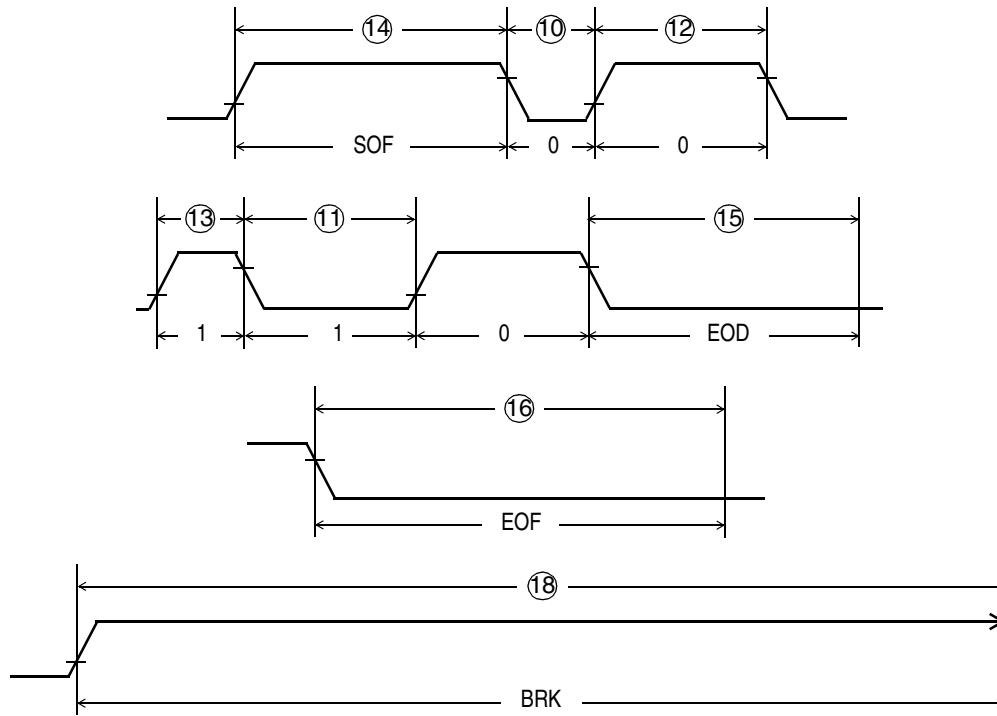 ⑭ ⑩ ⑫
SOF 0 0
⑬ ⑪ ⑮
1 1 0 EOD
⑯
EOF
⑱
BRK